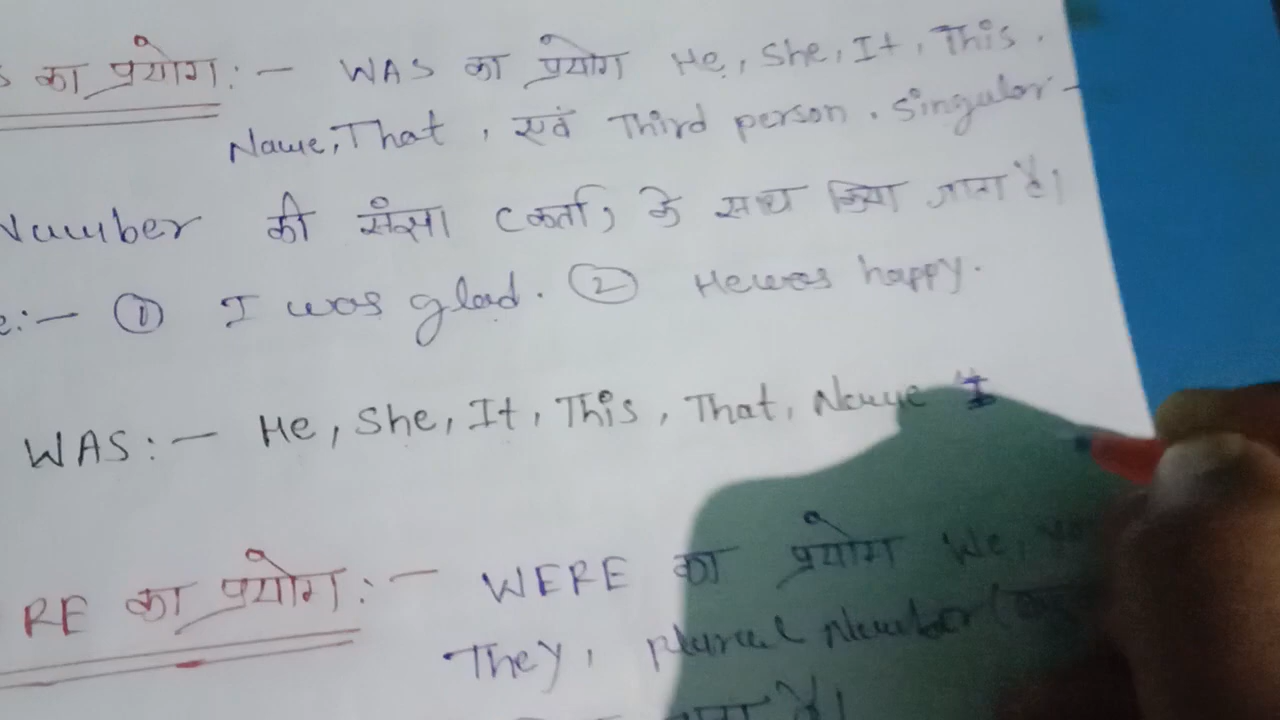 का प्रयोग:- WAS का प्रयोग He, She, It, This,
Name, That, एवं Third person. Singular-
Number की संज्ञा (कर्ता) के साथ किया जाता है।
e:- ① I was glad. ② He was happy.
WAS:- He, She, It, This, That, Name I
RE का प्रयोग:- WERE का प्रयोग We,
They, plural Number (
है।